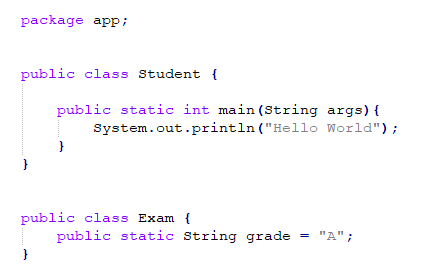 package app;
public class Student {
public static int main(String args){
System.out.println("Hello World");
}
}
public class Exam {
public static String grade = "A";
}